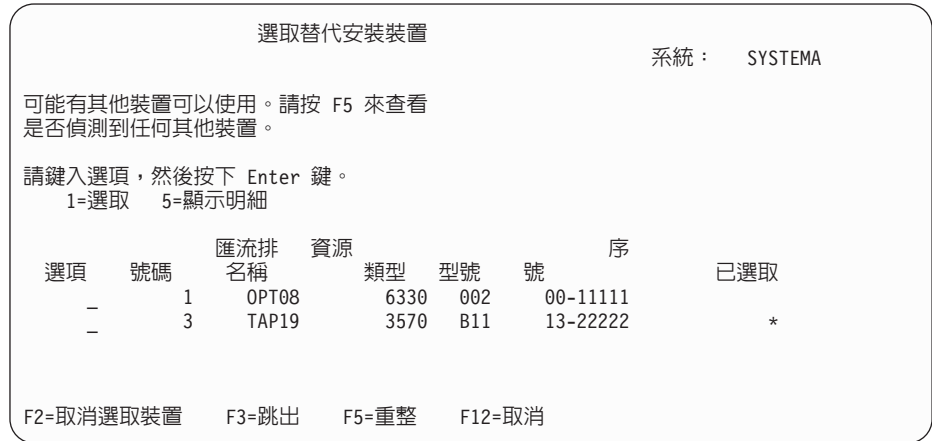 選取替代安裝裝置
系統： SYSTEMA
可能有其他裝置可以使用。請按 F5 來查看
是否偵測到任何其他裝置。
請鍵入選項，然後按下 Enter 鍵。
1=選取 5=顯示明細
匯流排 資源 序
選項 號碼 名稱 類型 型號 號 已選取
_ 1 OPT08 6330 002 00-11111
_ 3 TAP19 3570 B11 13-22222 *
F2=取消選取裝置 F3=跳出 F5=重整 F12=取消